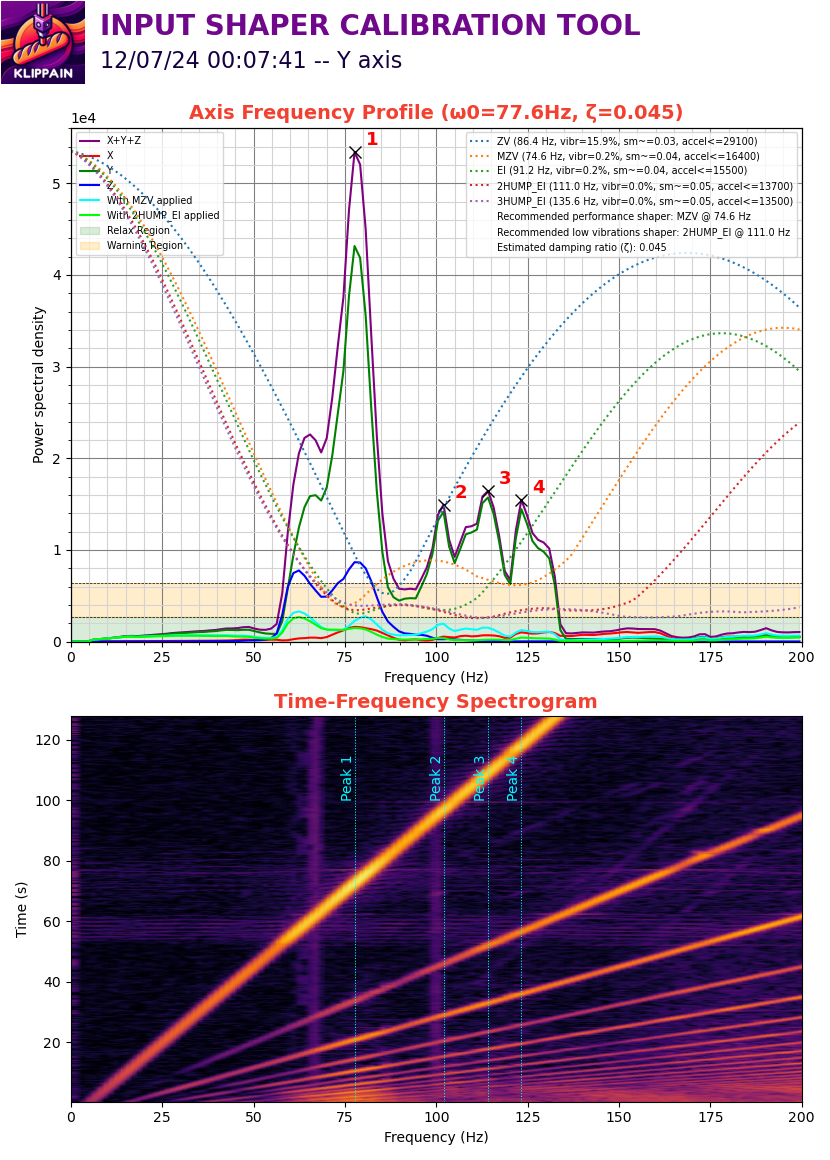 INPUT SHAPER CALIBRATION TOOL
12/07/24 00:07:41 -- Y axis
KLIPPAIN
Axis Frequency Profile (ω0=77.6Hz, ζ=0.045)
1e4
X+Y+Z
X
Y
Z
With MZV applied
With 2HUMP_EI applied
Relax Region
Warning Region
ZV (86.4 Hz, vibr=15.9%, sm~=0.03, accel<=29100)
MZV (74.6 Hz, vibr=0.2%, sm~=0.04, accel<=16400)
EI (91.2 Hz, vibr=0.2%, sm~=0.04, accel<=15500)
2HUMP_EI (111.0 Hz, vibr=0.0%, sm~=0.05, accel<=13700)
3HUMP_EI (135.6 Hz, vibr=0.0%, sm~=0.05, accel<=13500)
Recommended performance shaper: MZV @ 74.6 Hz
Recommended low vibrations shaper: 2HUMP_EI @ 111.0 Hz
Estimated damping ratio (ζ): 0.045
1
2
3
4
5
4
3
2
1
0
Power spectral density
0 25 50 75 100 125 150 175 200
Frequency (Hz)
Time-Frequency Spectrogram
Peak 1
Peak 2
Peak 3
Peak 4
120
100
80
60
40
20
Time (s)
0 25 50 75 100 125 150 175 200
Frequency (Hz)